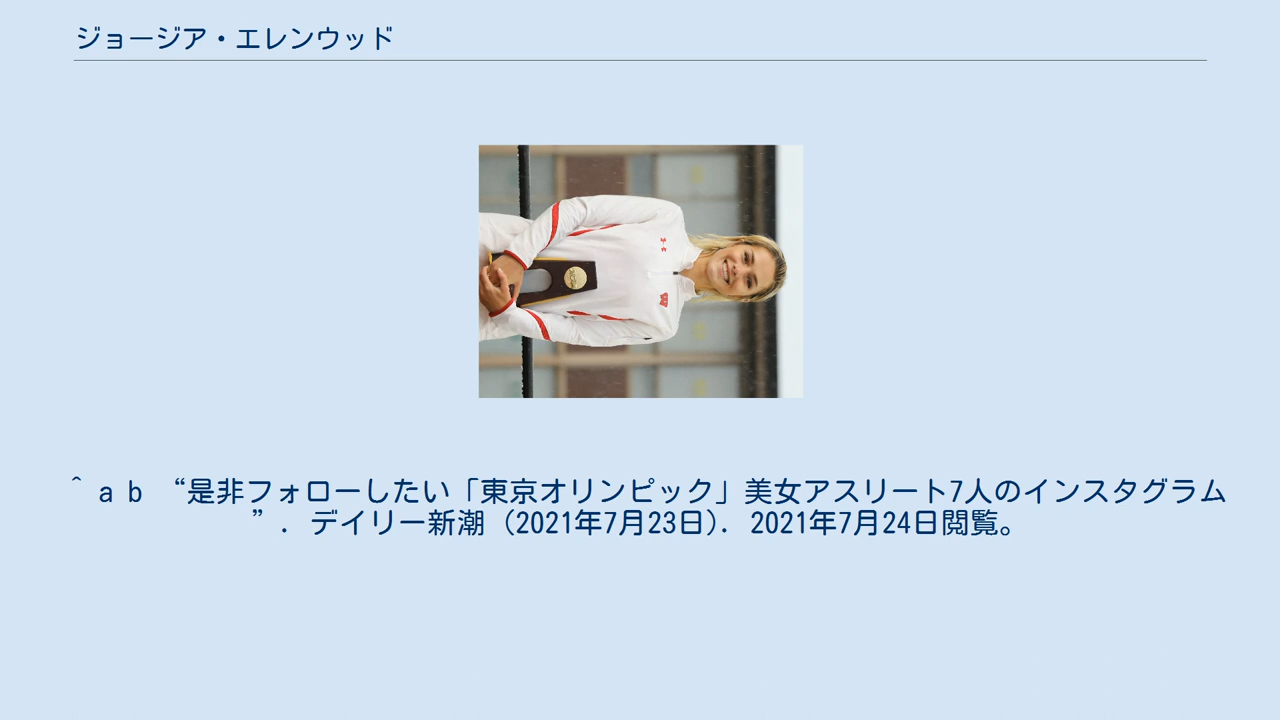 ジョージア・エレンウッド
^ a b “是非フォローしたい「東京オリンピック」美女アスリート7人のインスタグラム
”. デイリー新潮 (2021年7月23日). 2021年7月24日閲覧。